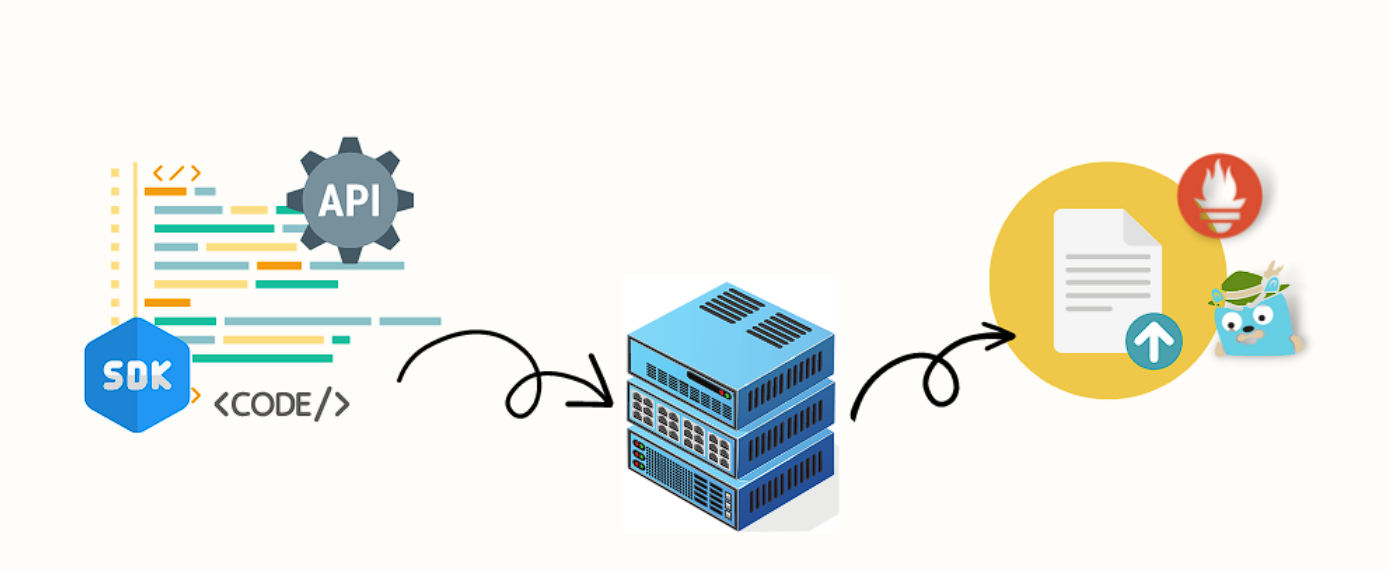 </>
API
SDK
<CODE/>